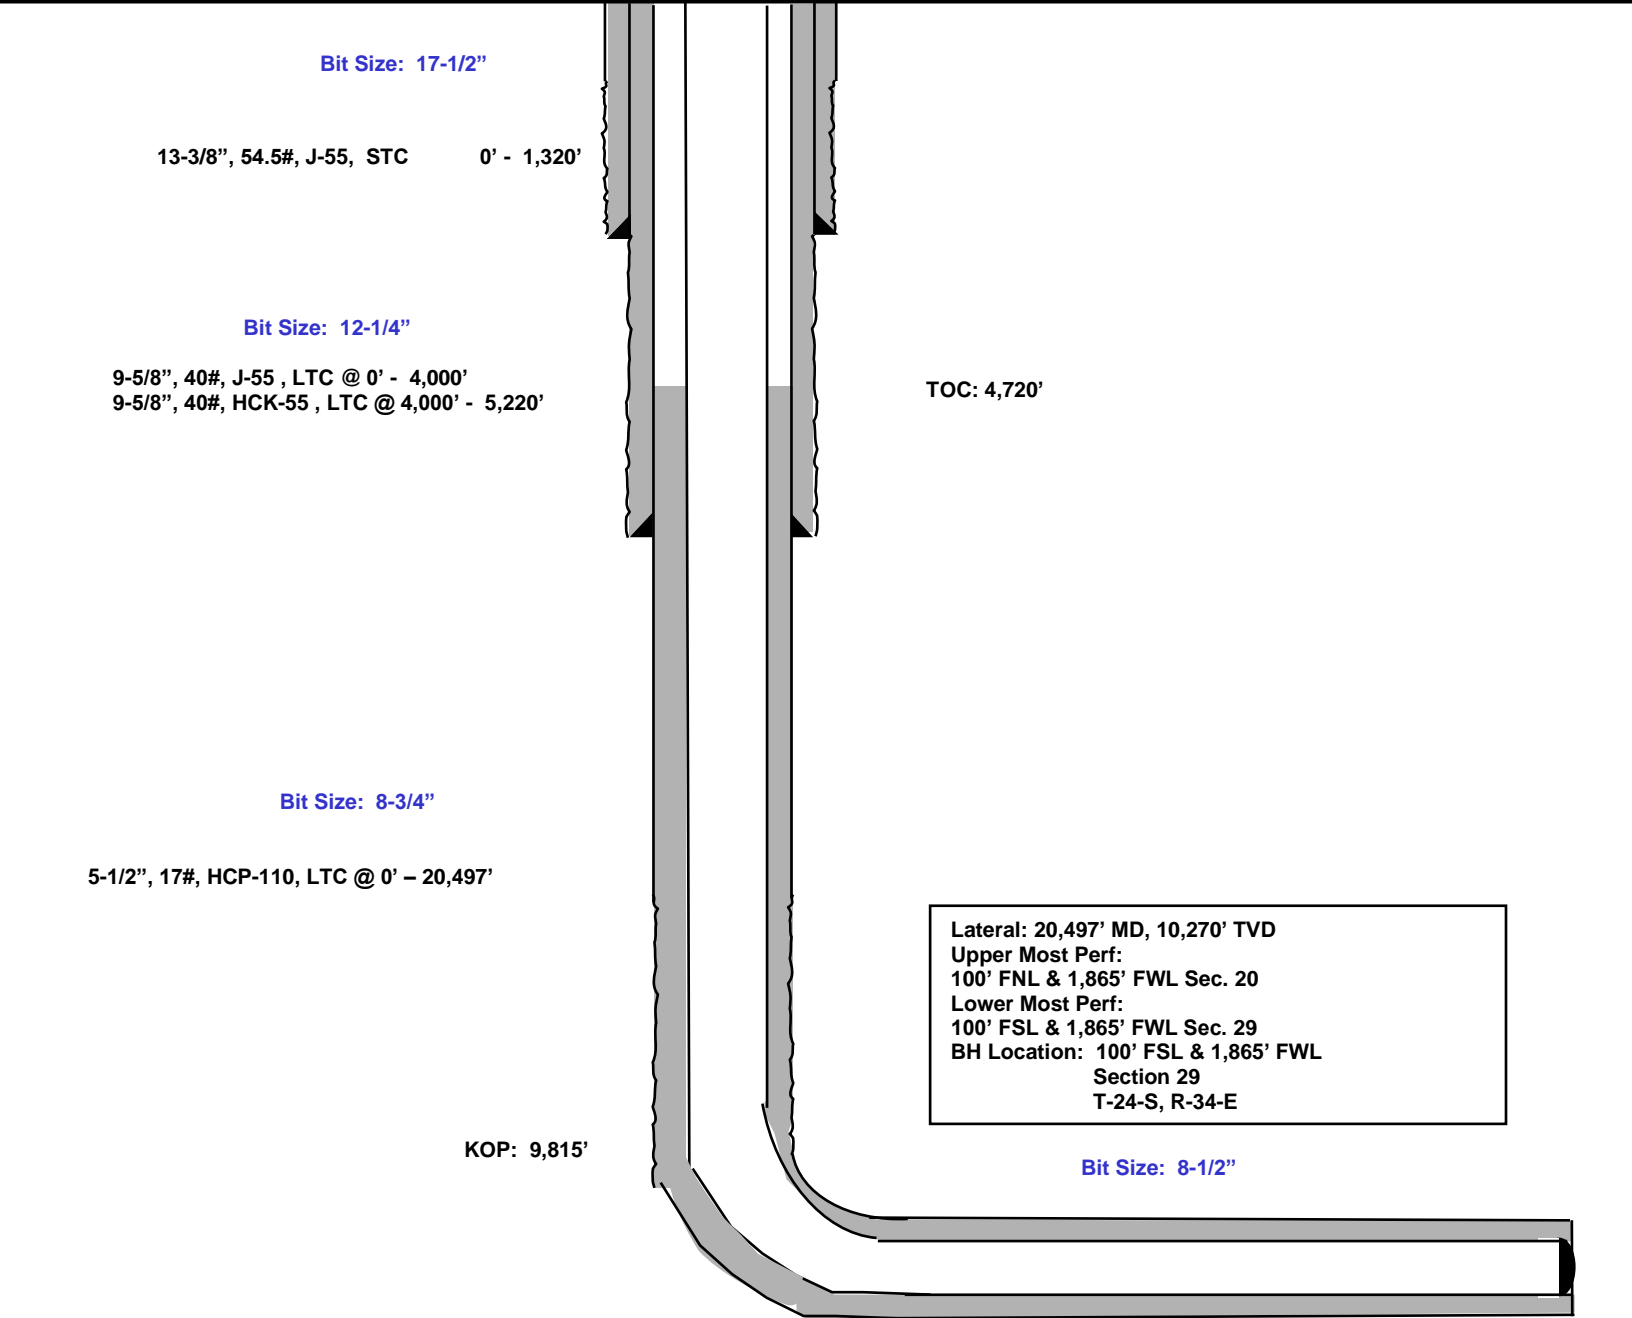 Bit Size: 17-1/2”
13-3/8”, 54.5#, J-55, STC 0’ - 1,320’
Bit Size: 12-1/4”
9-5/8”, 40#, J-55 , LTC @ 0’ - 4,000’
9-5/8”, 40#, HCK-55 , LTC @ 4,000’ - 5,220’
TOC: 4,720’
Bit Size: 8-3/4”
5-1/2”, 17#, HCP-110, LTC @ 0’ – 20,497’
Lateral: 20,497’ MD, 10,270’ TVD
Upper Most Perf:
100’ FNL & 1,865’ FWL Sec. 20
Lower Most Perf:
100’ FSL & 1,865’ FWL Sec. 29
BH Location: 100’ FSL & 1,865’ FWL
Section 29
T-24-S, R-34-E
KOP: 9,815’
Bit Size: 8-1/2”